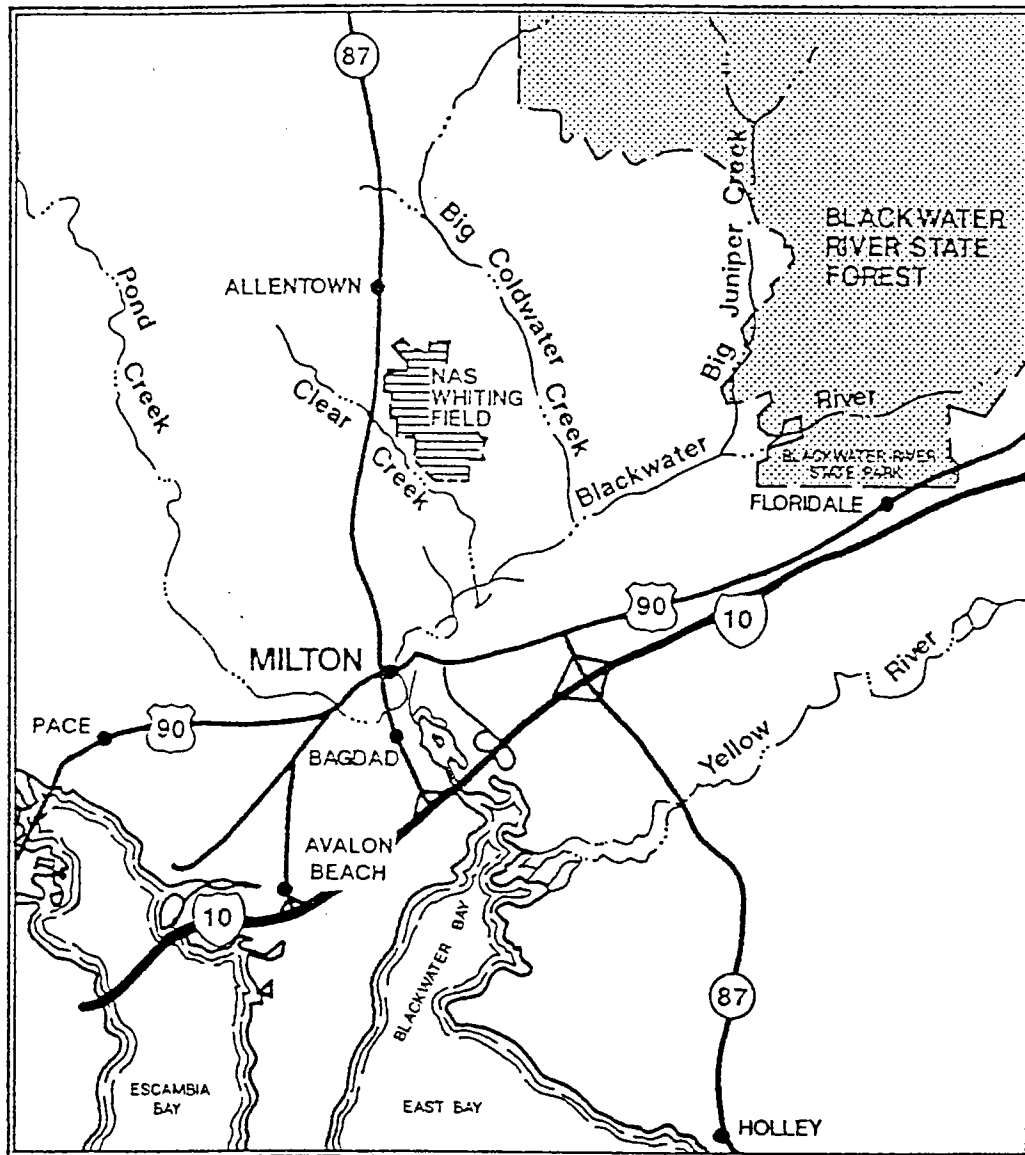 87
BLACKWATER
RIVER STATE
FOREST
Big Juniper Creek
Big Coldwater Creek
Pond Creek
ALLENTOWN
NAS
WHITING
FIELD
Clear Creek
Blackwater River
BLACKWATER RIVER
STATE PARK
FLORIDALE
90
10
MILTON
Yellow River
PACE
90
BAGDAD
AVALON
BEACH
10
BLACKWATER BAY
87
ESCAMBIA
BAY
EAST BAY
HOLLEY